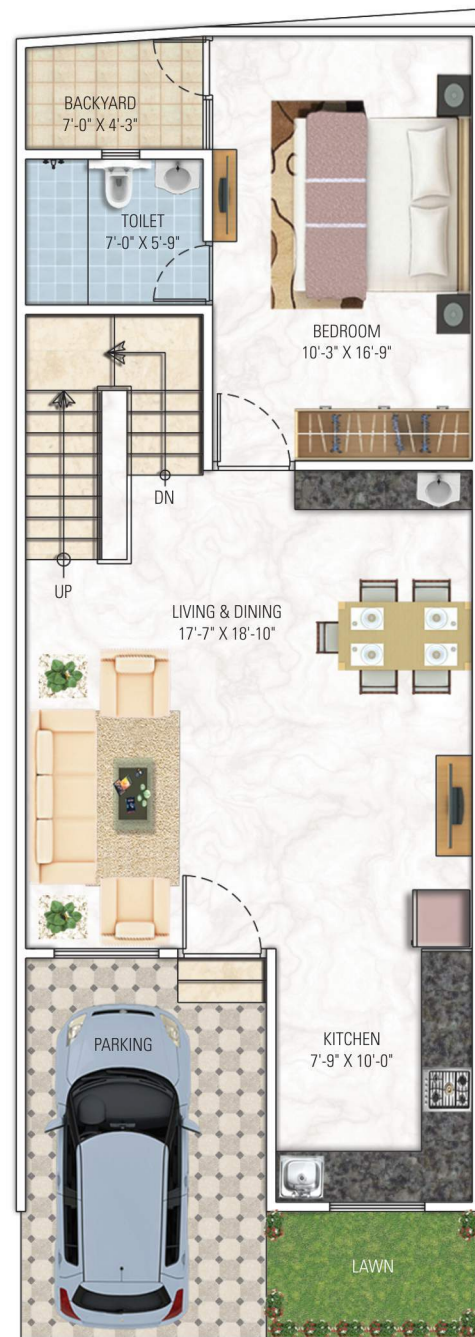 BACKYARD
7'-0" X 4'-3"
TOILET
7'-0" X 5'-9"
BEDROOM
10'-3" X 16'-9"
DN
UP
LIVING & DINING
17'-7" X 18'-10"
PARKING
KITCHEN
7'-9" X 10'-0"
LAWN